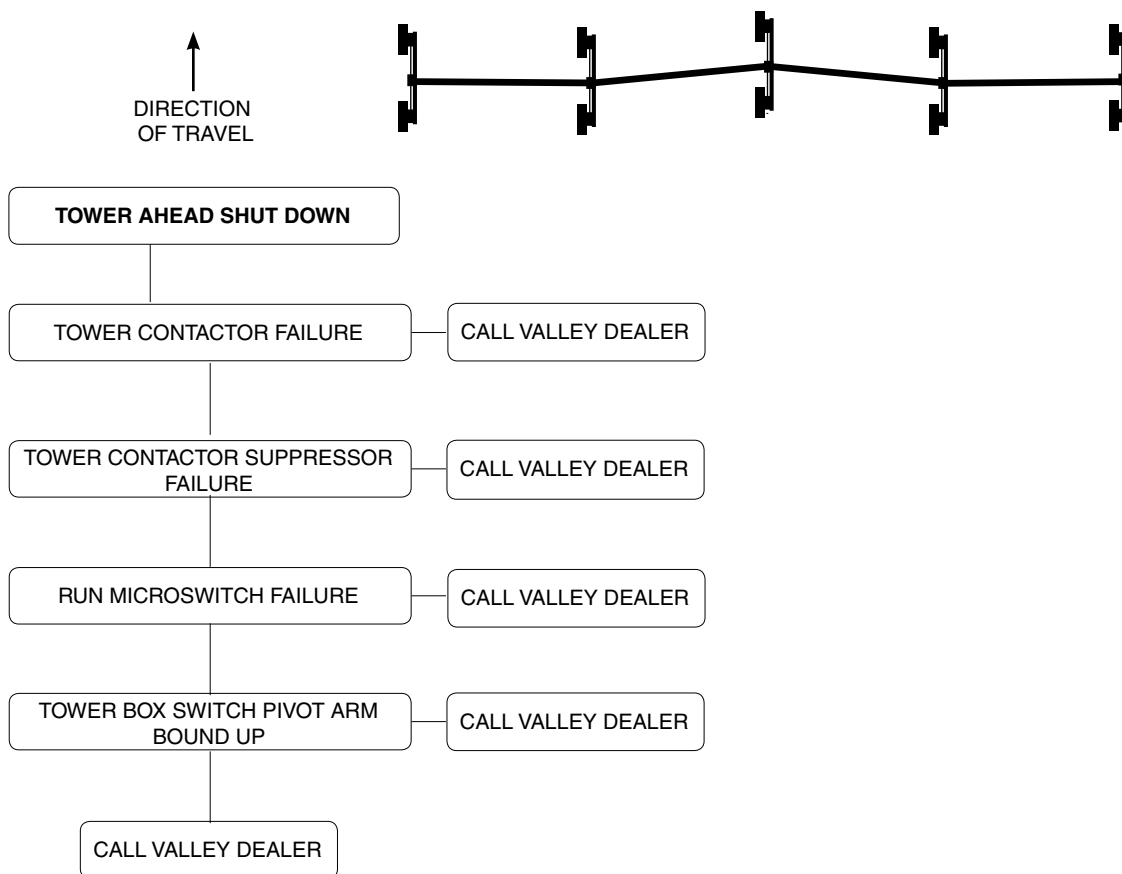 DIRECTION
OF TRAVEL
TOWER AHEAD SHUT DOWN
TOWER CONTACTOR FAILURE
CALL VALLEY DEALER
TOWER CONTACTOR SUPPRESSOR
FAILURE
CALL VALLEY DEALER
RUN MICROSWITCH FAILURE
CALL VALLEY DEALER
TOWER BOX SWITCH PIVOT ARM
BOUND UP
CALL VALLEY DEALER
CALL VALLEY DEALER